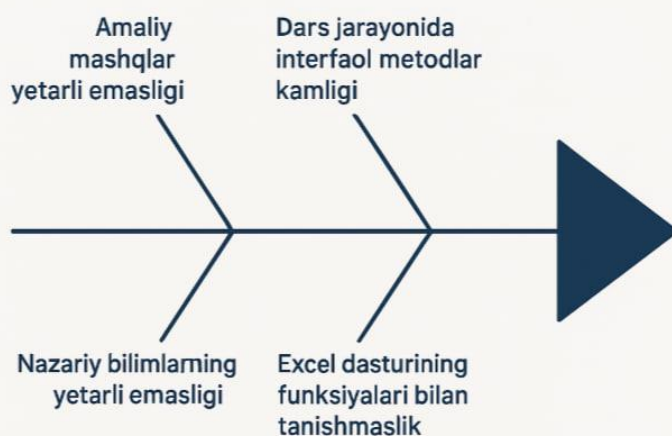 Amaliy
mashqlar
yetarli emasligi
Dars jarayonida
interfaol metodlar
kamligi
Nazariy bilimlarning
yetarli emasligi
Excel dasturining
funksiyalari bilan
tanishmaslik